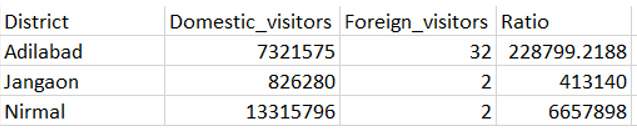 District Domestic_visitors Foreign_visitors Ratio
Adilabad 7321575 32 228799.2188
Jangaon 826280 2 413140
Nirmal 13315796 2 6657898